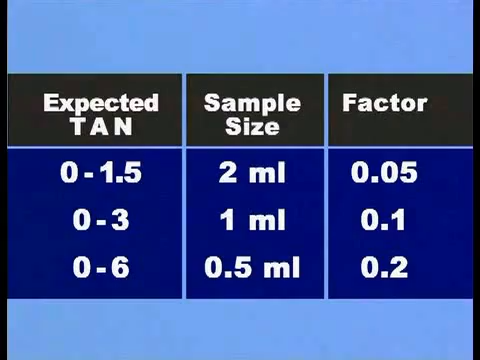 Expected TAN Sample Size Factor
0-1.5 2 ml 0.05
0-3 1 ml 0.1
0-6 0.5 ml 0.2